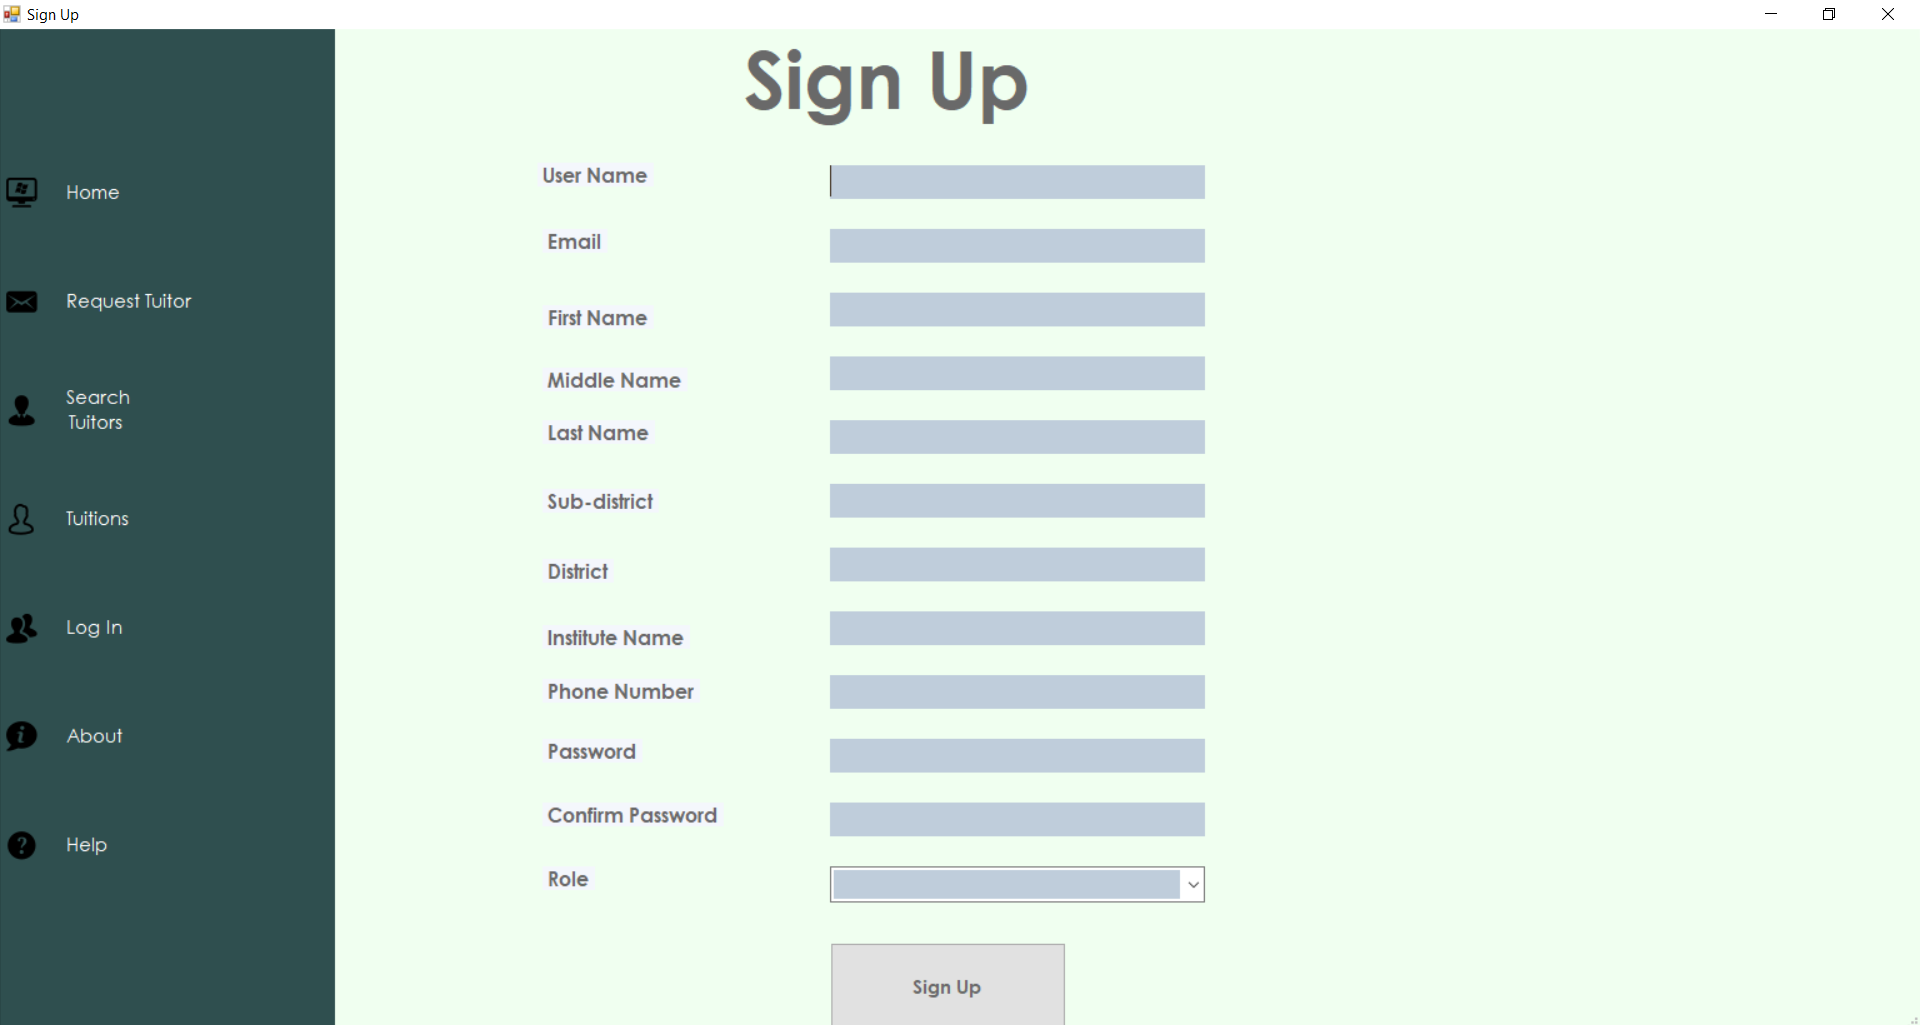 Sign Up
Home
Request Tuitor
Search
Tuitors
Tuitions
Log In
About
Help
Sign Up
User Name
Email
First Name
Middle Name
Last Name
Sub-district
District
Institute Name
Phone Number
Password
Confirm Password
Role
Sign Up